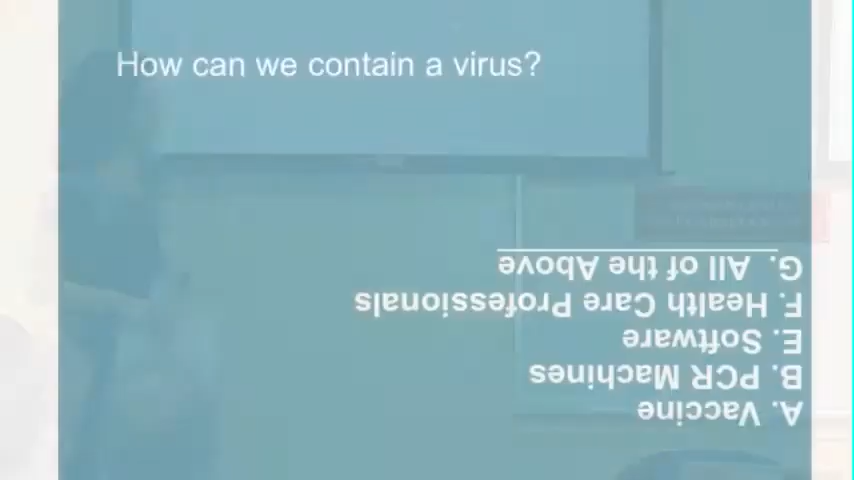 How can we contain a virus?
A. Vaccine
B. PCR Machines
E. Software
F. Health Care Professionals
G. All of the Above